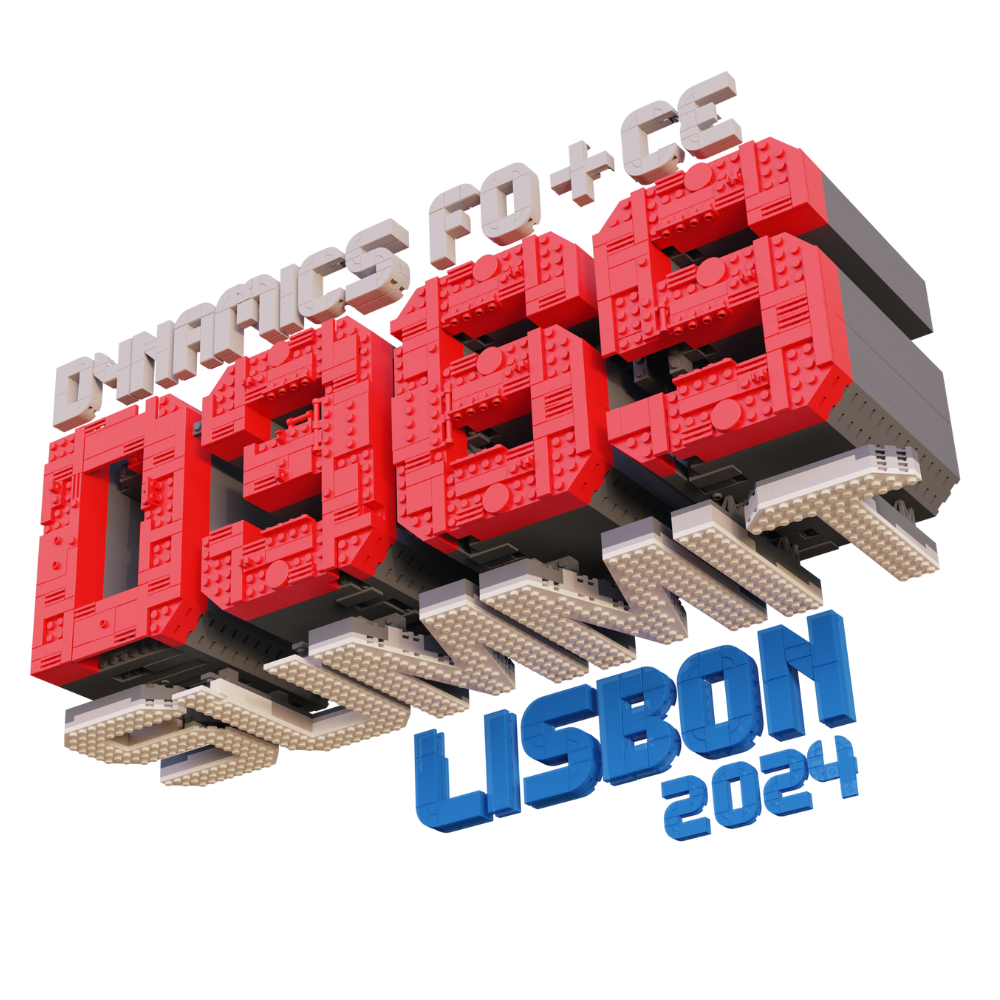 DYNAMICS FO + CE
D365
SUMMIT
LISBON
2024